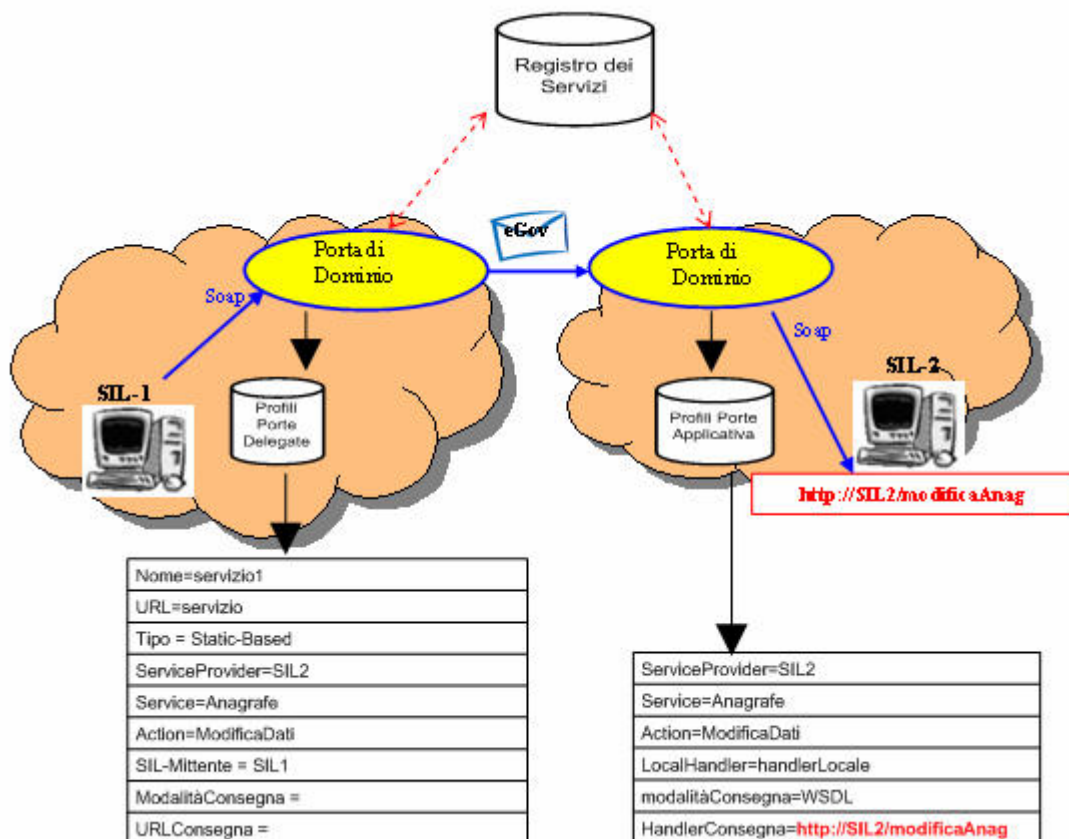 Registro dei
Servizi
eGov
Porta di
Dominio
Porta di
Dominio
Soap
Soap
SIL-1
SIL-2
Profili
Porte
Delegate
Profili Porte
Applicativa
http://SIL2/modificaAnag
Nome=servizio1
URL=servizio
Tipo = Static-Based
ServiceProvider=SIL2
Service=Anagrafe
Action=ModificaDati
SIL-Mittente = SIL1
ModalitàConsegna =
URLConsegna =
ServiceProvider=SIL2
Service=Anagrafe
Action=ModificaDati
LocalHandler=handlerLocale
modalitàConsegna=WSDL
HandlerConsegna=http://SIL2/modificaAnag